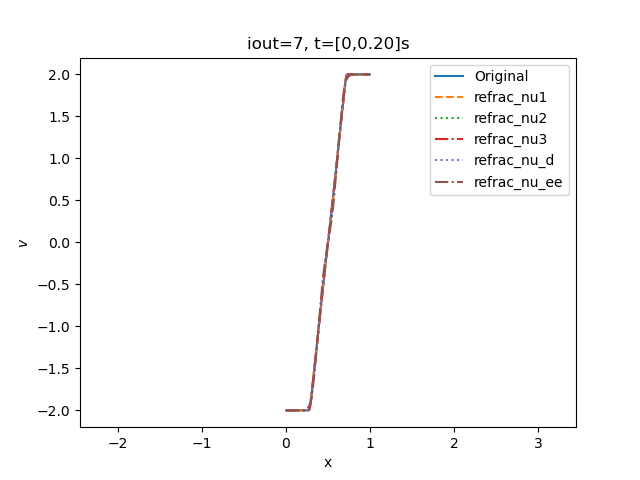 iout=7, t=[0,0.20]s
Original
refrac_nu1
refrac_nu2
refrac_nu3
refrac_nu_d
refrac_nu_ee
2.0
1.5
1.0
0.5
0.0
−0.5
−1.0
−1.5
−2.0
v
−2
−1
0
1
2
3
x